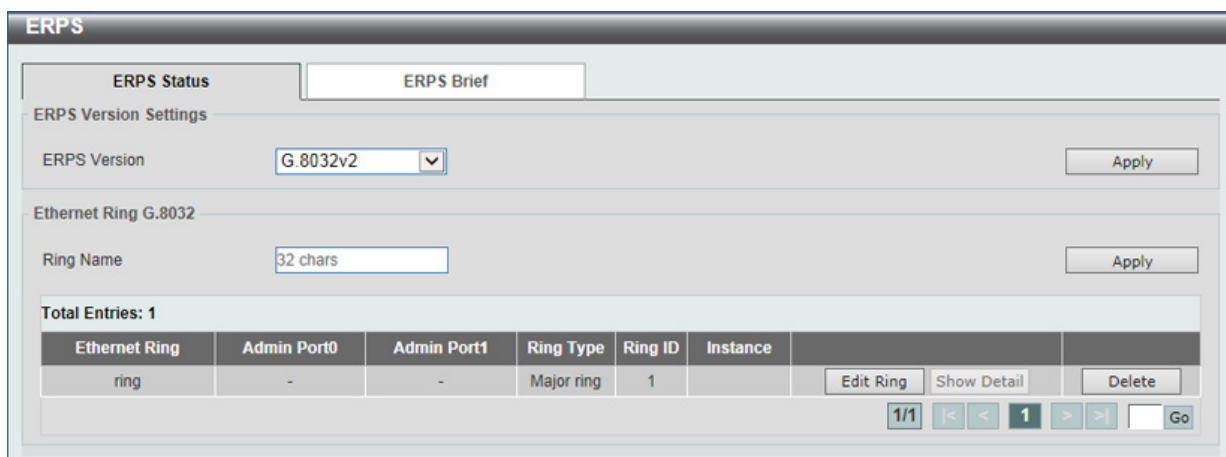 ERPS
ERPS Status ERPS Brief
ERPS Version Settings
ERPS Version G.8032v2 Apply
Ethernet Ring G.8032
Ring Name 32 chars Apply
Total Entries: 1
Ethernet Ring Admin Port0 Admin Port1 Ring Type Ring ID Instance
ring - - Major ring 1 Edit Ring Show Detail Delete
1/1 |< < 1 > >| Go